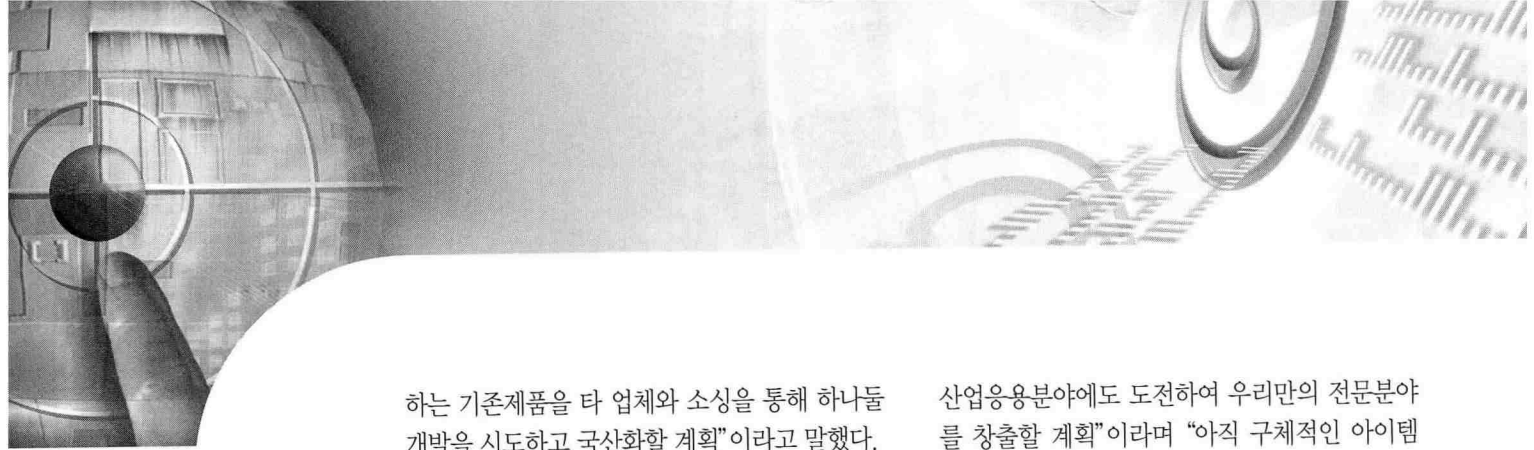 하는 기존제품을 타 업체와 소싱을 통해 하나둘
개발을 시도하고 국산화할 계획”이라고 말했다.
산업응용분야에도 도전하여 우리만의 전문분야
를 창출할 계획”이라며 “아직 구체적인 아이템